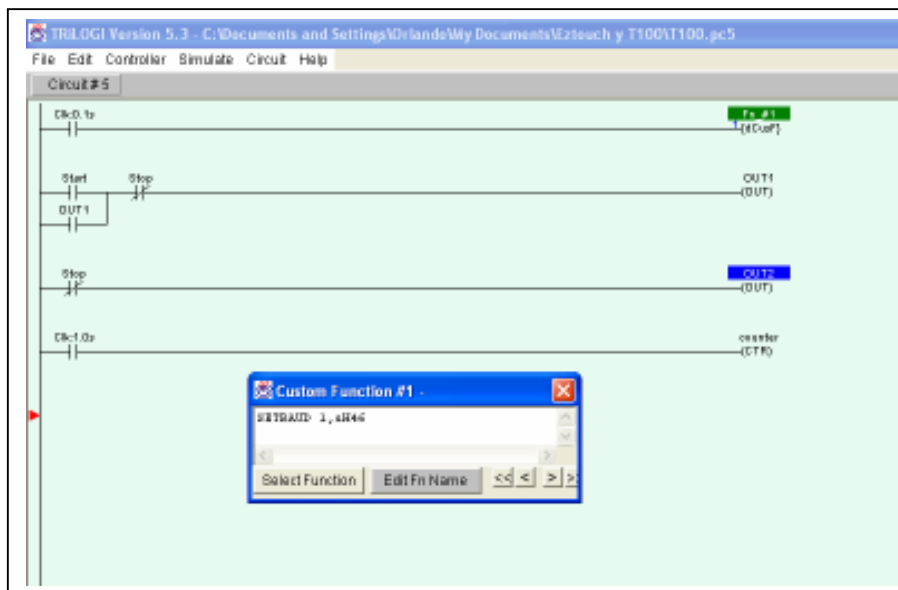 TRiLOGI Version 5.3 - C:\Documents and Settings\Orlando\My Documents\Eztouch y T100\T100.pc5
File Edit Controller Simulate Circuit Help
Circuit # 5
Clk:0.1s Fn #1
1 {dCusF}
Start Stop OUT1
(OUT)
OUT1
Stop OUT2
(OUT)
Clk:1.0s counter
(CTR)
Custom Function #1 -
SETBAUD 1,&H46
Select Function Edit Fn Name << < > >